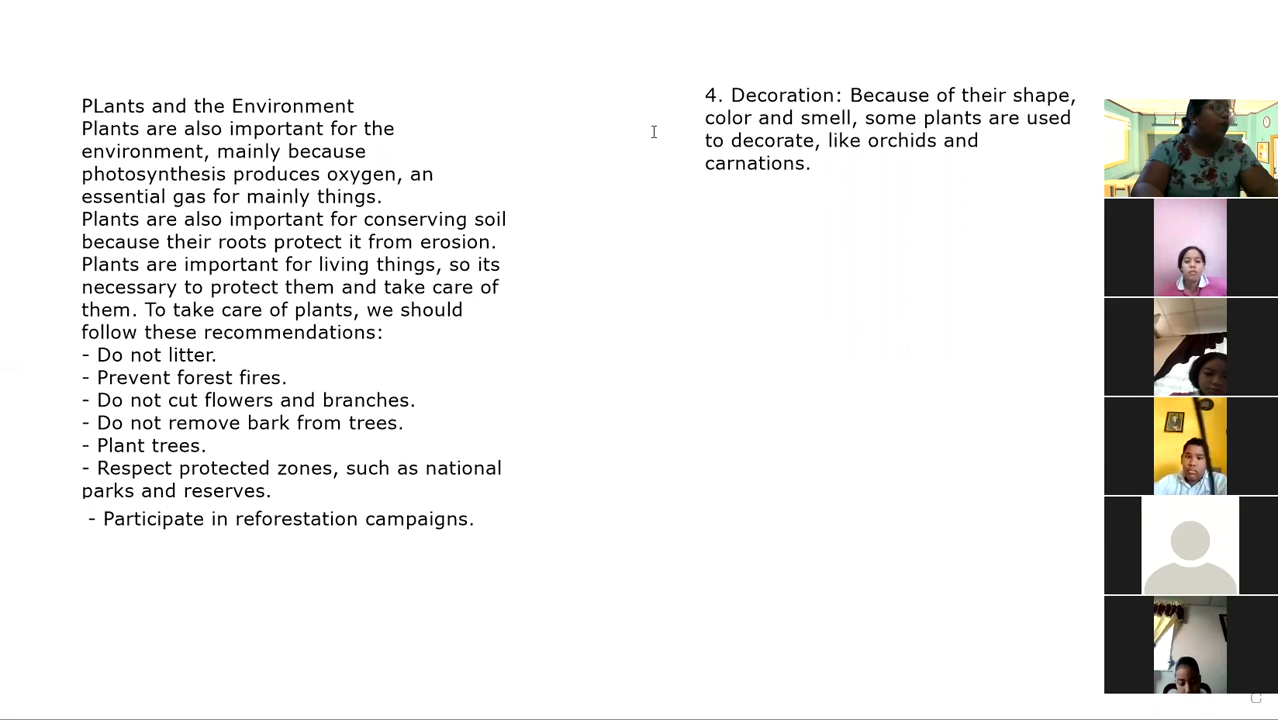 PLants and the Environment
Plants are also important for the
environment, mainly because
photosynthesis produces oxygen, an
essential gas for mainly things.
Plants are also important for conserving soil
because their roots protect it from erosion.
Plants are important for living things, so its
necessary to protect them and take care of
them. To take care of plants, we should
follow these recommendations:
- Do not litter.
- Prevent forest fires.
- Do not cut flowers and branches.
- Do not remove bark from trees.
- Plant trees.
- Respect protected zones, such as national
parks and reserves.
- Participate in reforestation campaigns.
4. Decoration: Because of their shape,
color and smell, some plants are used
to decorate, like orchids and
carnations.